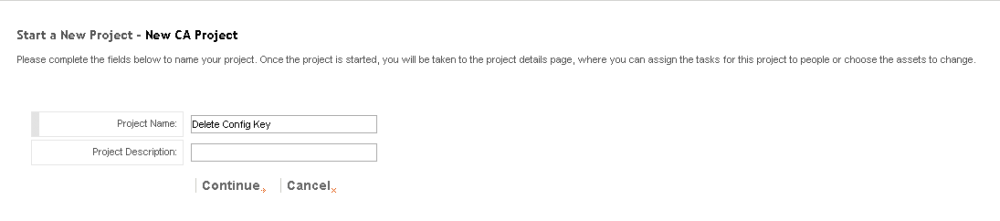 Start a New Project - New CA Project
Please complete the fields below to name your project. Once the project is started, you will be taken to the project details page, where you can assign the tasks for this project to people or choose the assets to change.
Project Name: Delete Config Key
Project Description:
Continue Cancel